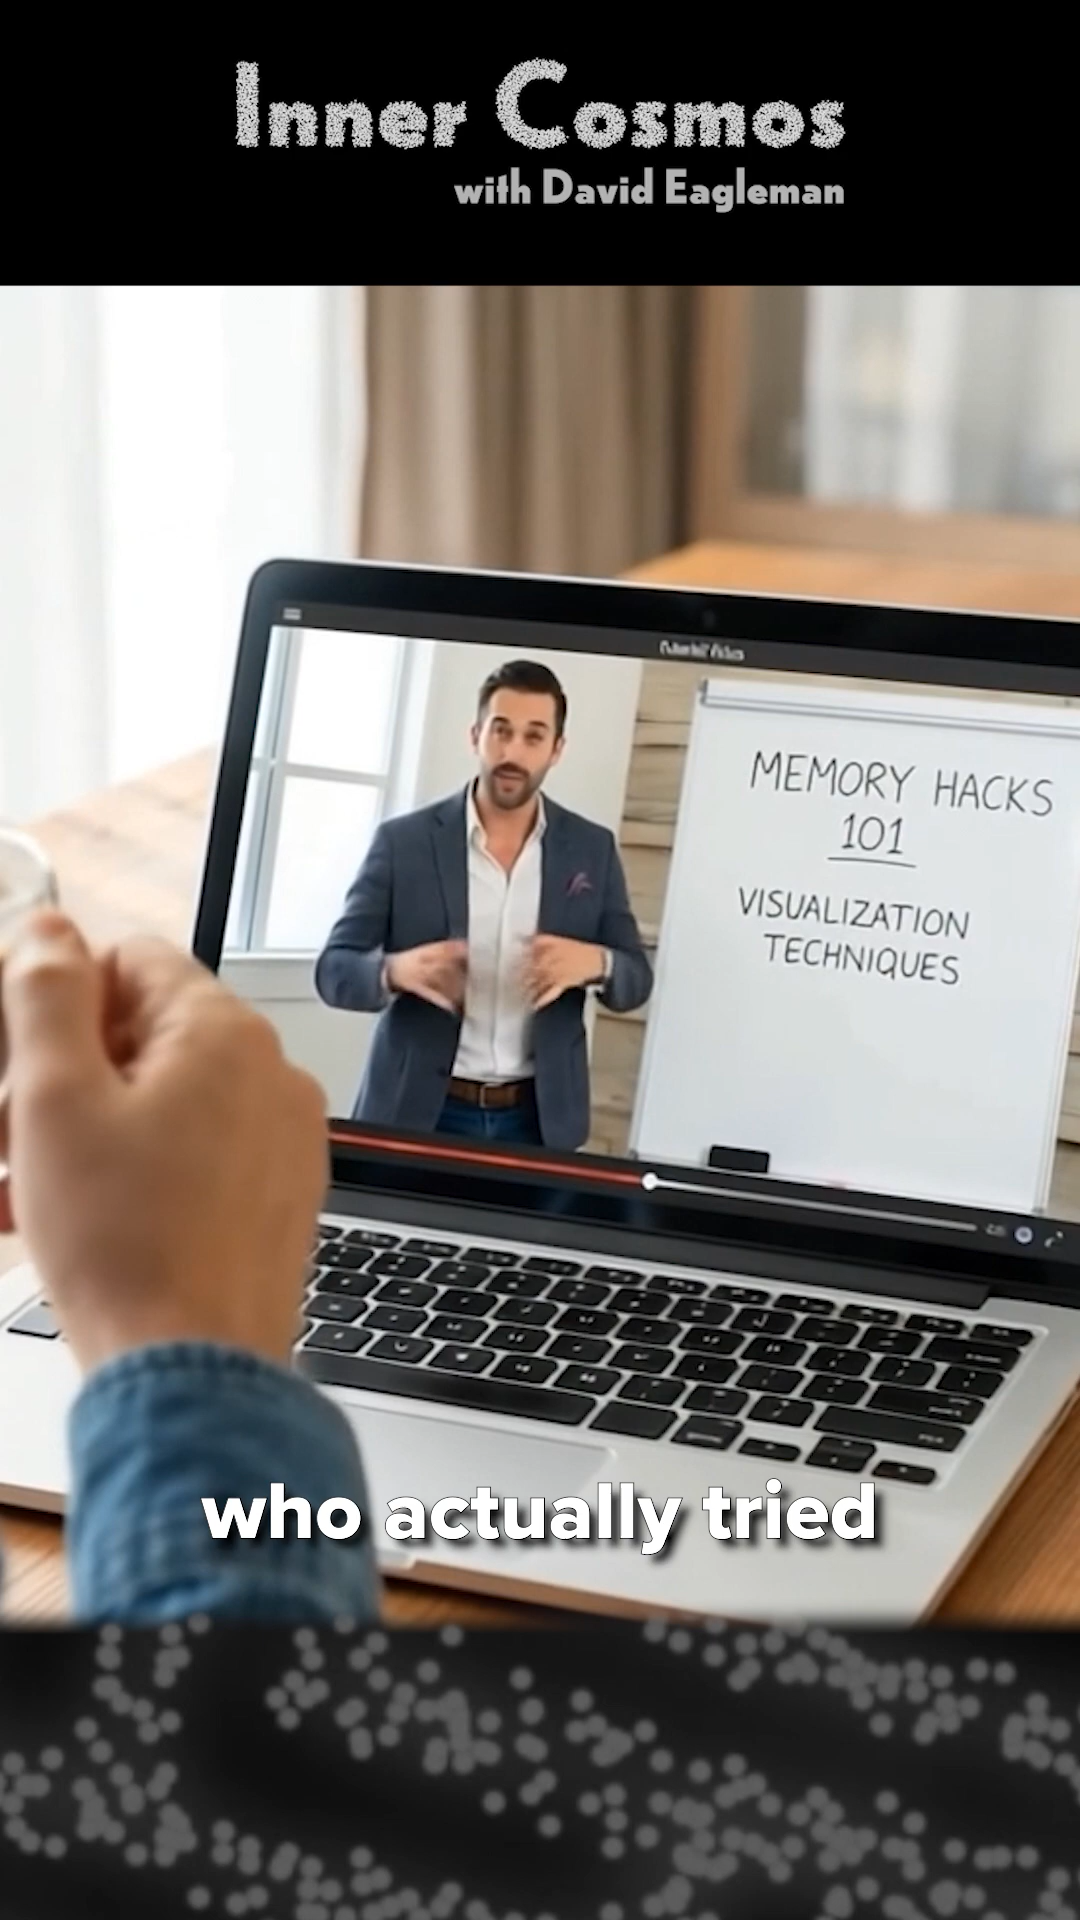 Inner Cosmos
with David Eagleman
MEMORY HACKS
101
VISUALIZATION
TECHNIQUES
who actually tried